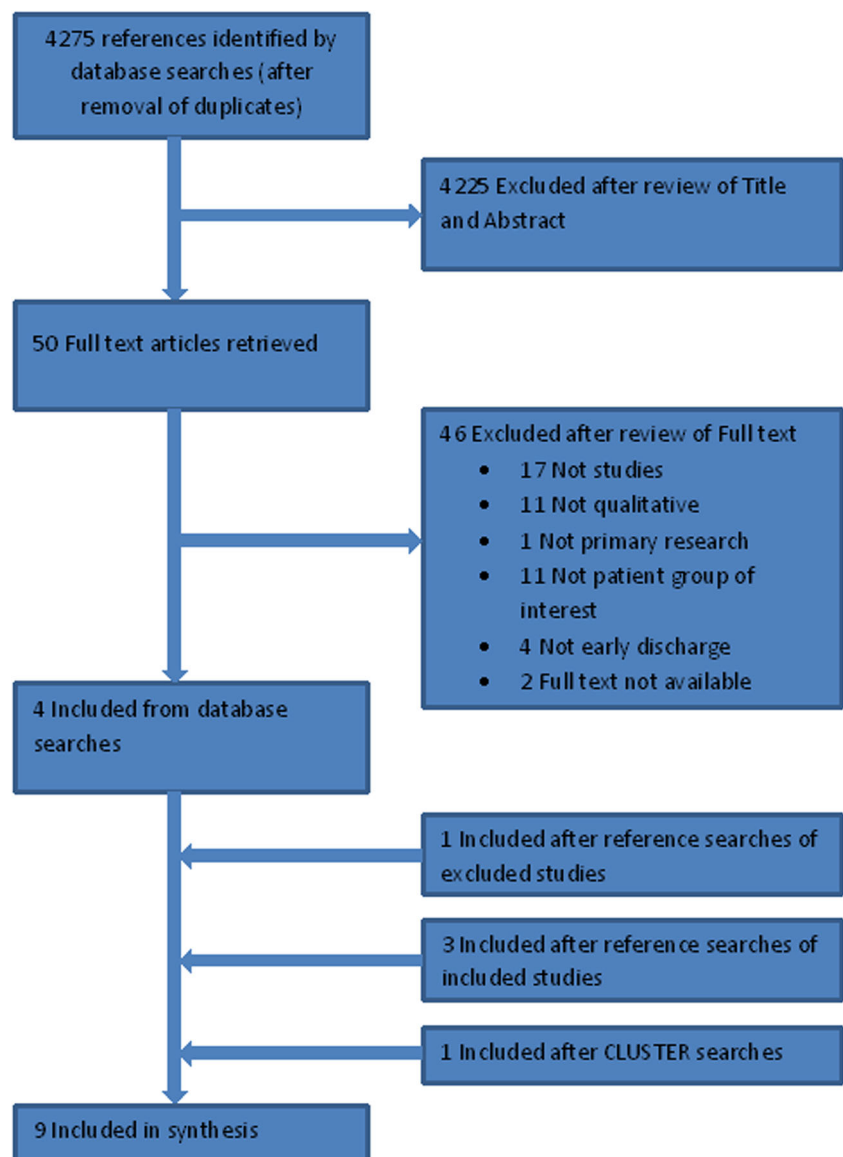 4275 references identified by
database searches (after
removal of duplicates)
4225 Excluded after review of Title
and Abstract
50 Full text articles retrieved
46 Excluded after review of Full text
• 17 Not studies
• 11 Not qualitative
• 1 Not primary research
• 11 Not patient group of
interest
• 4 Not early discharge
• 2 Full text not available
4 Included from database
searches
1 Included after reference searches of
excluded studies
3 Included after reference searches of
included studies
1 Included after CLUSTER searches
9 Included in synthesis